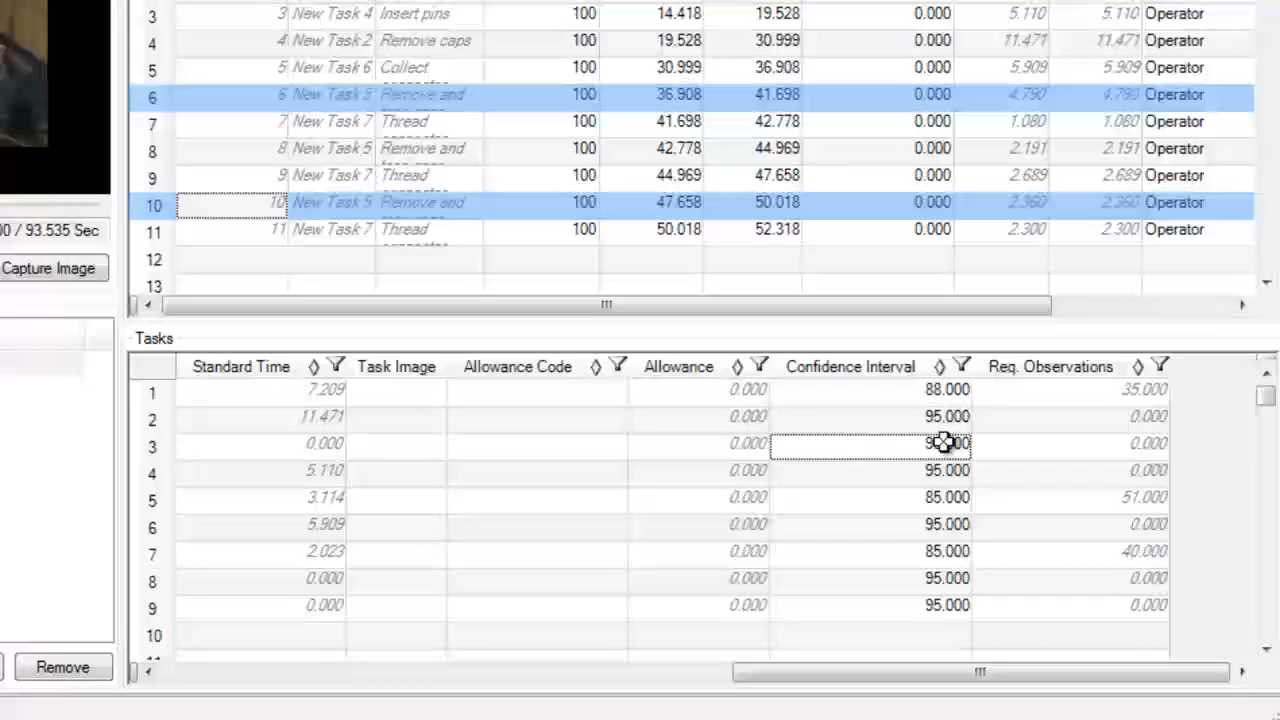 3 3 New Task 4 Insert pins 100 14.418 19.528 0.000 5.110 5.110 Operator
4 4 New Task 2 Remove caps 100 19.528 30.999 0.000 11.471 11.471 Operator
5 5 New Task 6 Collect 100 30.999 36.908 0.000 5.909 5.909 Operator
6 6 New Task 5 Remove and 100 36.908 41.698 0.000 4.790 4.790 Operator
7 7 New Task 7 Thread 100 41.698 42.778 0.000 1.080 1.080 Operator
8 8 New Task 5 Remove and 100 42.778 44.969 0.000 2.191 2.191 Operator
9 9 New Task 7 Thread 100 44.969 47.658 0.000 2.689 2.689 Operator
10 10 New Task 5 Remove and 100 47.658 50.018 0.000 2.360 2.360 Operator
11 11 New Task 7 Thread 100 50.018 52.318 0.000 2.300 2.300 Operator
12
13
00 / 93.535 Sec
Capture Image
Tasks
Standard Time Task Image Allowance Code Allowance Confidence Interval Req. Observations
1 7.209 0.000 88.000 35.000
2 11.471 0.000 95.000 0.000
3 0.000 0.000 0.000
4 5.110 0.000 95.000 0.000
5 3.114 0.000 85.000 51.000
6 5.909 0.000 95.000 0.000
7 2.023 0.000 85.000 40.000
8 0.000 0.000 95.000 0.000
9 0.000 0.000 95.000 0.000
10
Remove